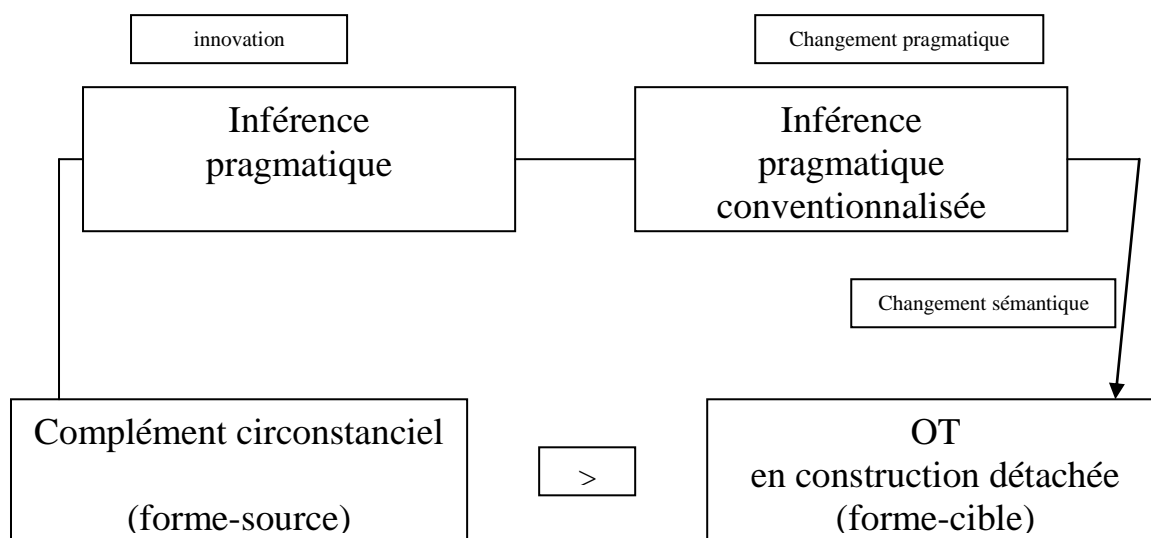 innovation
Changement pragmatique
Inférence
pragmatique
Inférence
pragmatique
conventionnalisée
Changement sémantique
Complément circonstanciel
(forme-source)
>
OT
en construction détachée
(forme-cible)